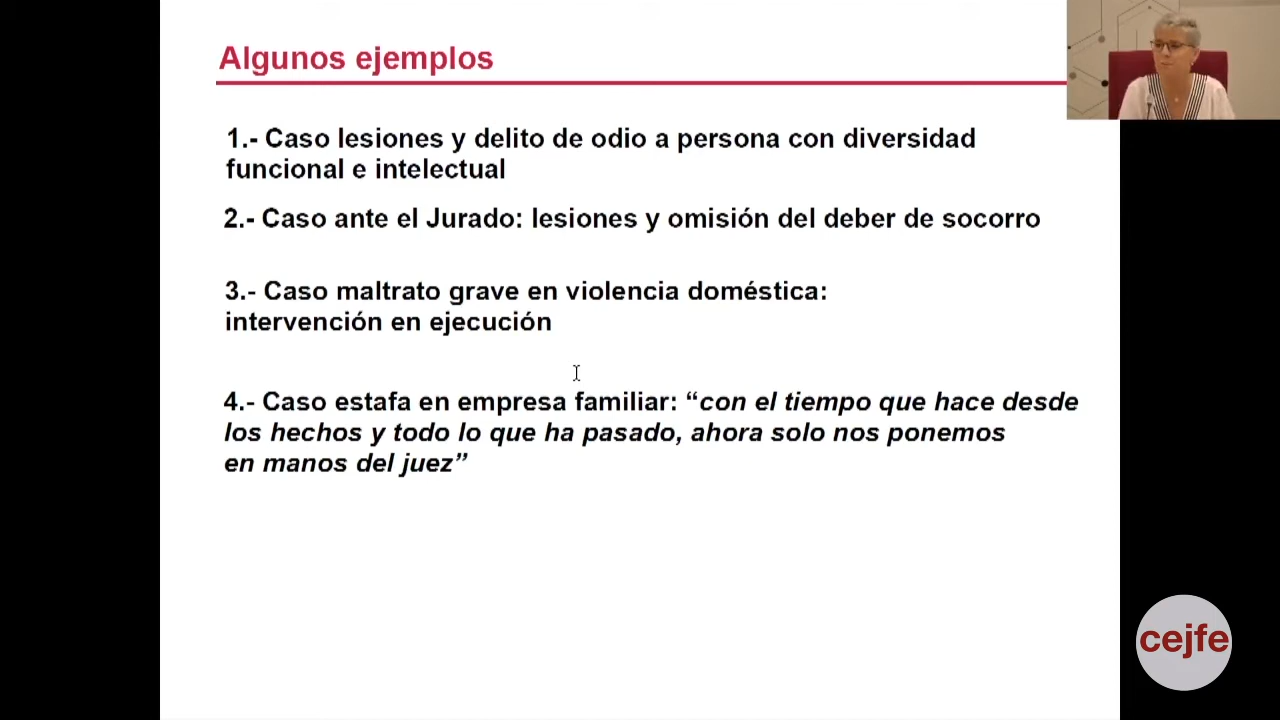 Algunos ejemplos
1.- Caso lesiones y delito de odio a persona con diversidad
funcional e intelectual
2.- Caso ante el Jurado: lesiones y omisión del deber de socorro
3.- Caso maltrato grave en violencia doméstica:
intervención en ejecución
4.- Caso estafa en empresa familiar: “con el tiempo que hace desde
los hechos y todo lo que ha pasado, ahora solo nos ponemos
en manos del juez”
cejfe